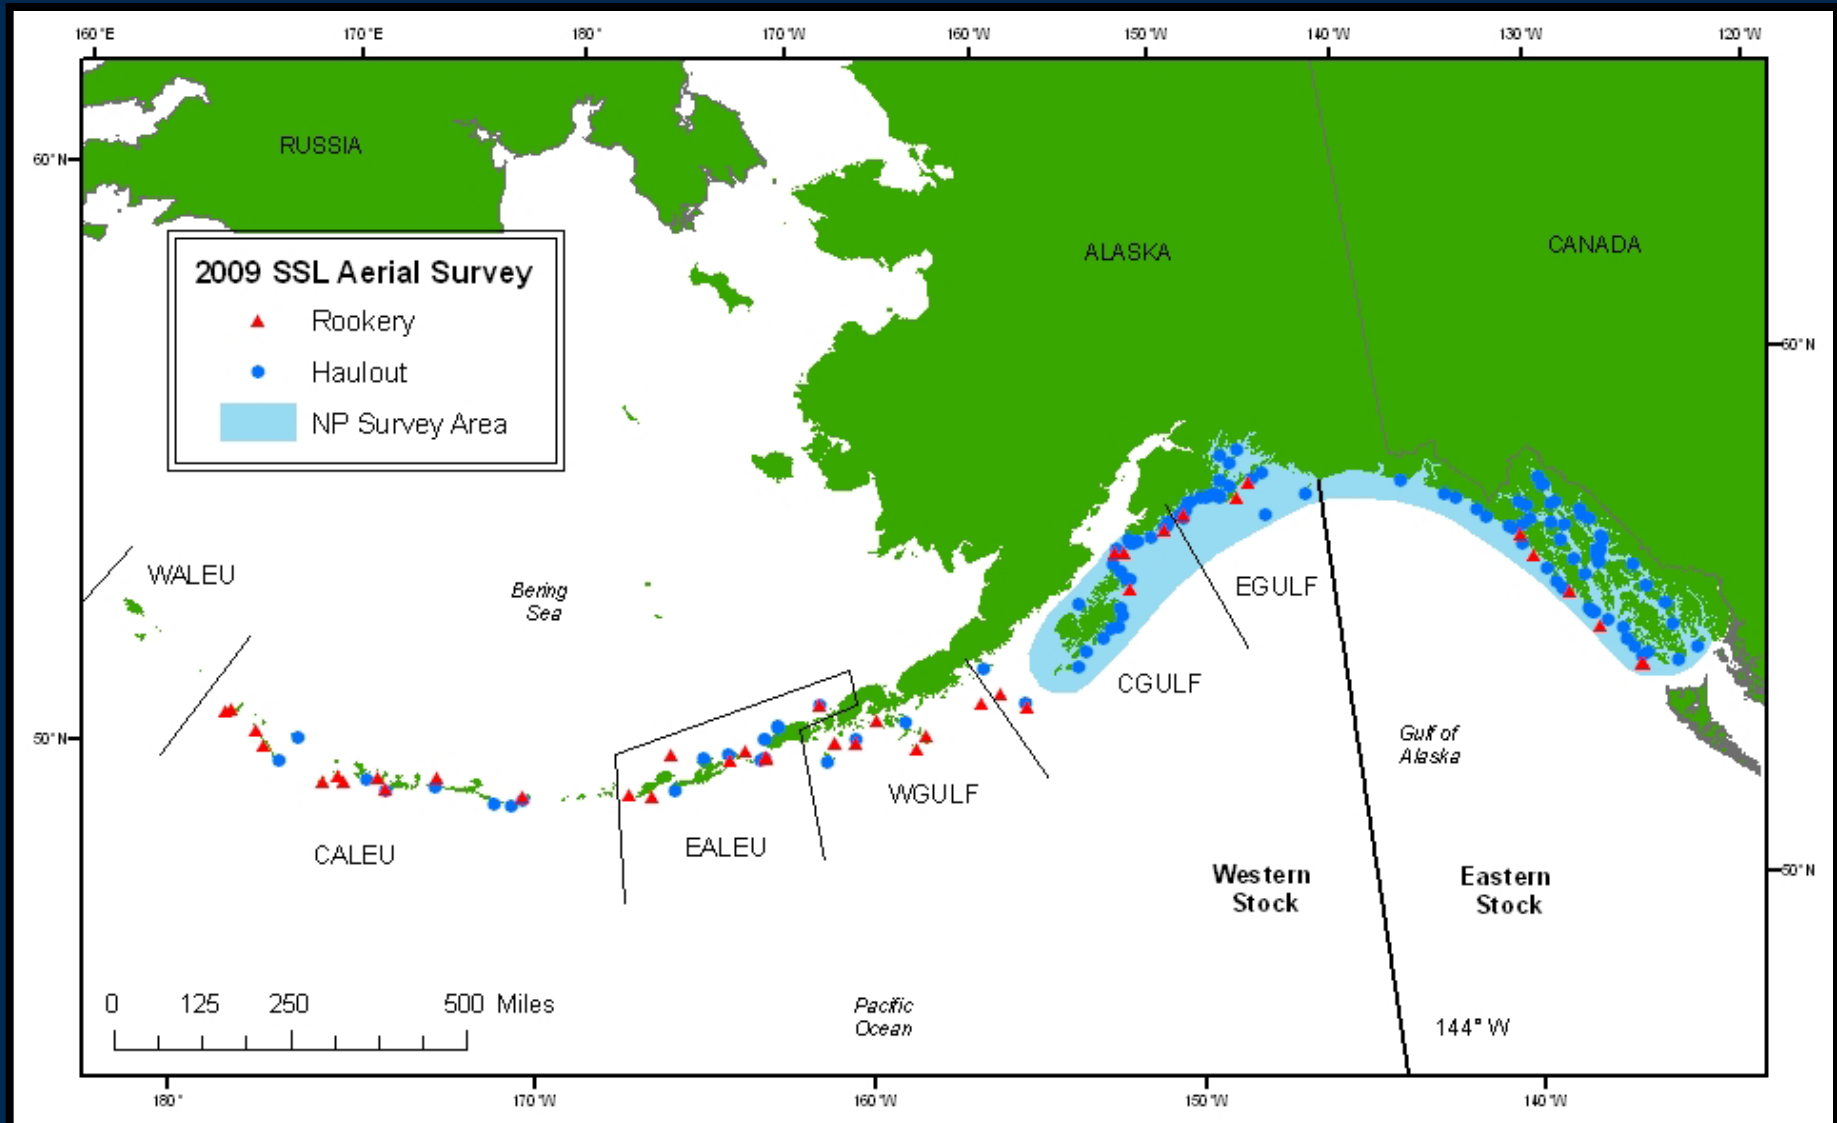 160°E 170°E 180° 170°W 160°W 150°W 140°W 130°W 120°W
60°N
RUSSIA
ALASKA
CANADA
2009 SSL Aerial Survey
Rookery
Haulout
NP Survey Area
60°N
WALEU
Bering
Sea
EGULF
CGULF
50°N
Gulf of
Alaska
WGULF
EALEU
CALEU
50°N
Western
Stock
Eastern
Stock
0 125 250 500 Miles
Pacific
Ocean
144° W
180° 170°W 160°W 150°W 140°W